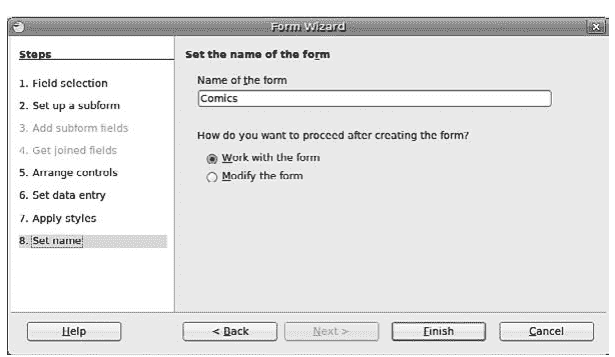 Form Wizard
Steps
1. Field selection
2. Set up a subform
3. Add subform fields
4. Get joined fields
5. Arrange controls
6. Set data entry
7. Apply styles
8. Set name
Set the name of the form
Name of the form
Comics
How do you want to proceed after creating the form?
Work with the form
Modify the form
Help
< Back
Next >
Finish
Cancel